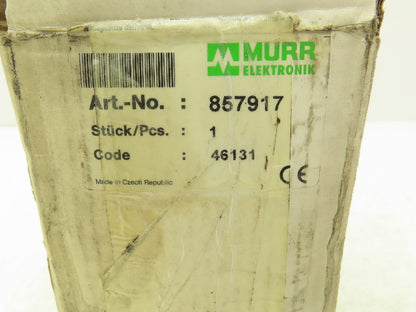 MURR
ELEKTRONIK
Art.-No. : 857917
Stück/Pcs. : 1
Code : 46131
Made in Czech Republic
CE